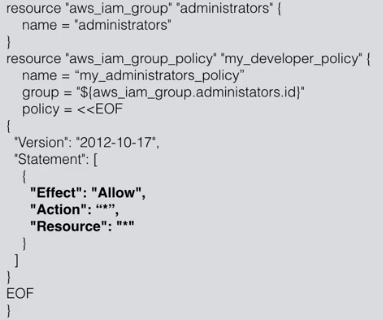 resource "aws_iam_group" "administrators" {
name = "administrators"
}
resource "aws_iam_group_policy" "my_developer_policy" {
name = “my_administrators_policy”
group = "${aws_iam_group.administators.id}"
policy = <<EOF
{
"Version": "2012-10-17",
"Statement": [
{
"Effect": "Allow",
"Action": “*”,
"Resource": "*"
}
]
}
EOF
}